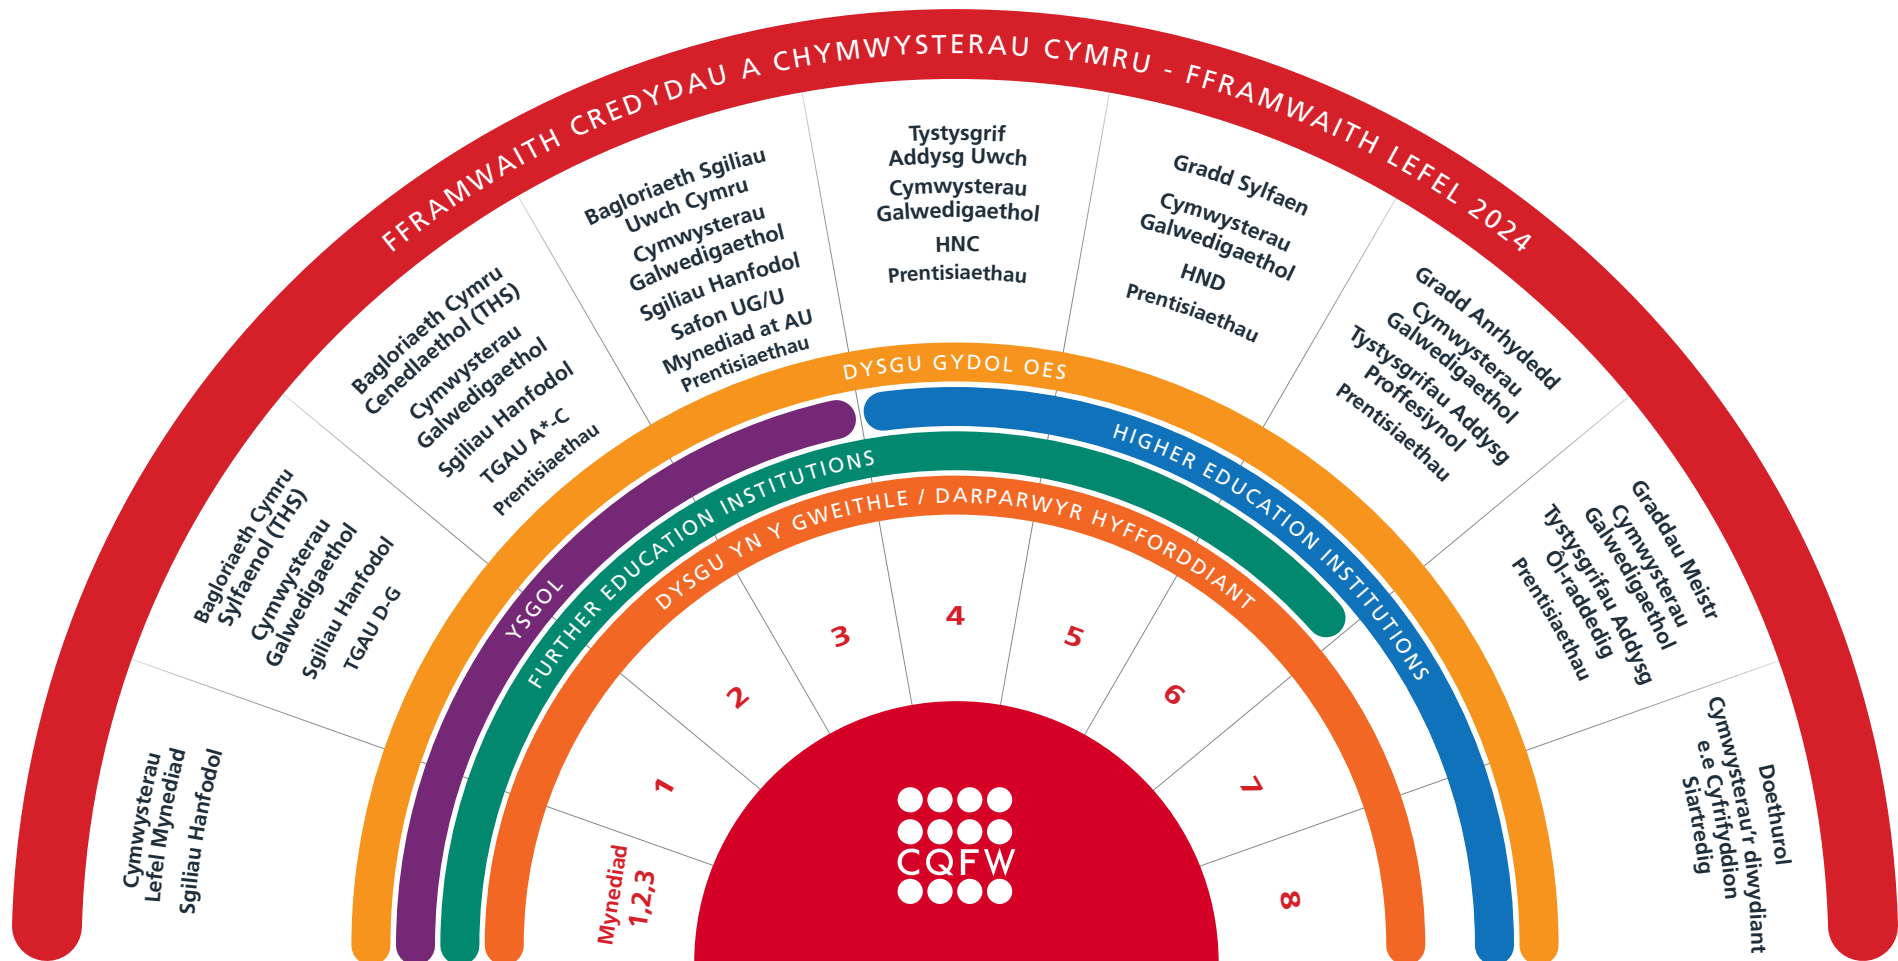 FFRAMWAITH CREDYDAU A CHYMWYSTERAU CYMRU - FFRAMWAITH LEFEL 2024
Cymwysterau
Lefel Mynediad
Sgiliau Hanfodol
Bagloriaeth Cymru
Sylfaenol (THS)
Cymwysterau
Galwedigaethol
Sgiliau Hanfodol
TGAU D-G
Bagloriaeth Cymru
Cenedlaethol (THS)
Cymwysterau
Galwedigaethol
Sgiliau Hanfodol
TGAU A*-C
Prentisiaethau
Bagloriaeth Sgiliau
Uwch Cymru
Cymwysterau
Galwedigaethol
Sgiliau Hanfodol
Safon UG/U
Mynediad at AU
Prentisiaethau
Tystysgrif
Addysg Uwch
Cymwysterau
Galwedigaethol
HNC
Prentisiaethau
Gradd Sylfaen
Cymwysterau
Galwedigaethol
HND
Prentisiaethau
Gradd Anrhydedd
Cymwysterau
Galwedigaethol
Tystysgrifau Addysg
Proffesiynol
Prentisiaethau
Graddau Meistr
Cymwysterau
Galwedigaethol
Tystysgrifau Addysg
Ôl-raddedig
Prentisiaethau
Doethurol
Cymwysterau'r diwydiant
e.e Cyfrifyddion
Siartredig
DYSGU GYDOL OES
YSGOL
HIGHER EDUCATION INSTITUTIONS
FURTHER EDUCATION INSTITUTIONS
DYSGU YN Y GWEITHLE / DARPARWYR HYFFORDDIANT
Mynediad
1,2,3
1
2
3
4
5
6
7
8
CQFW